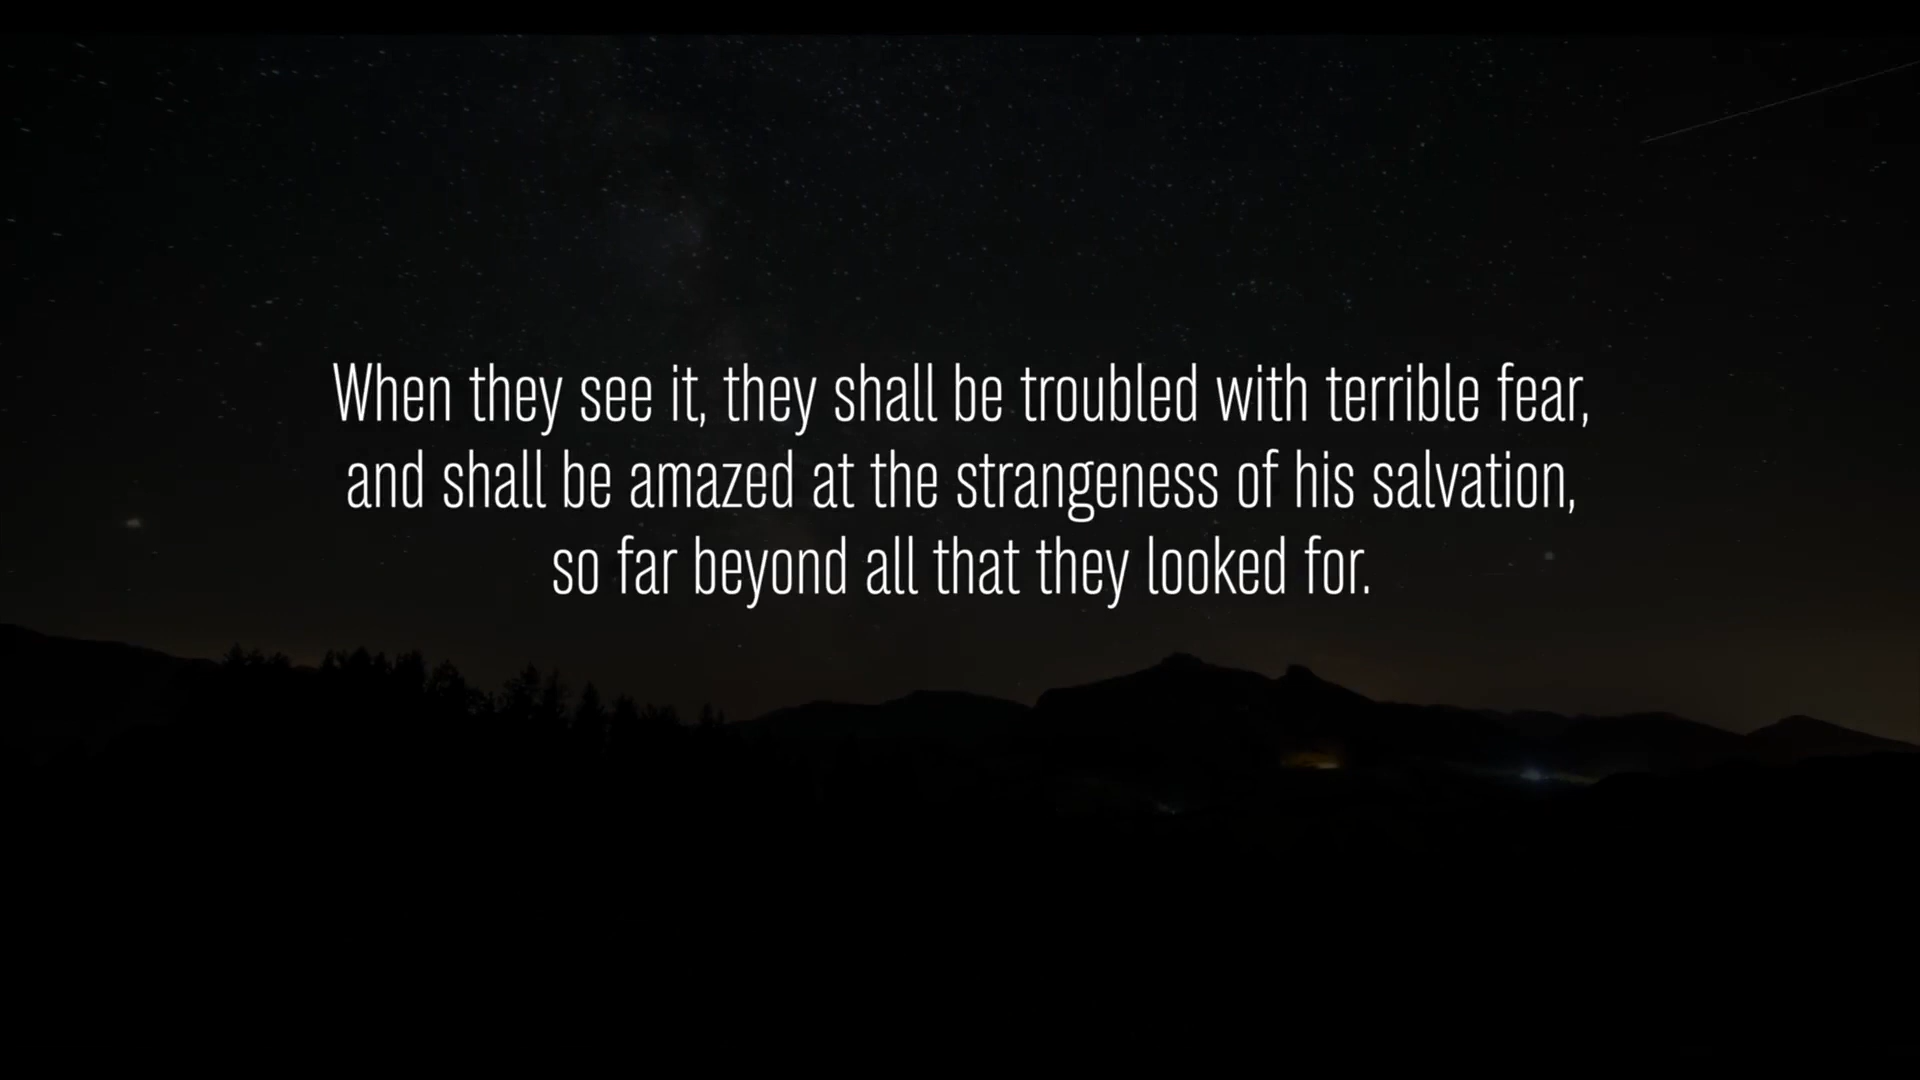 When they see it, they shall be troubled with terrible fear,
and shall be amazed at the strangeness of his salvation,
so far beyond all that they looked for.